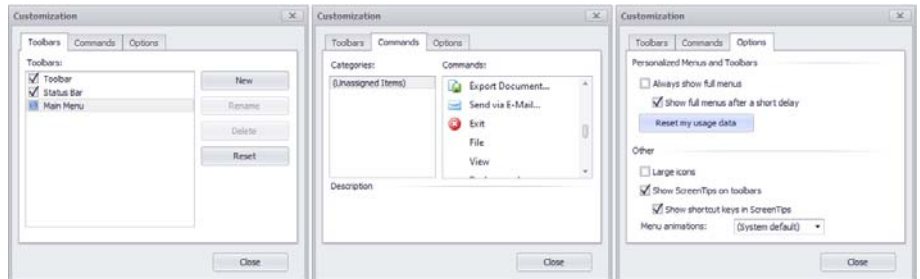 Customization
Toolbars Commands Options
Toolbars:
Toolbar
Status Bar
Main Menu
New
Rename
Delete
Reset
Close
Customization
Toolbars Commands Options
Categories:
(Unassigned Items)
Commands:
Export Document...
Send via E-Mail...
Exit
File
View
Description
Close
Customization
Toolbars Commands Options
Personalized Menus and Toolbars
Always show full menus
Show full menus after a short delay
Reset my usage data
Other
Large icons
Show ScreenTips on toolbars
Show shortcut keys in ScreenTips
Menu animations: (System default)
Close